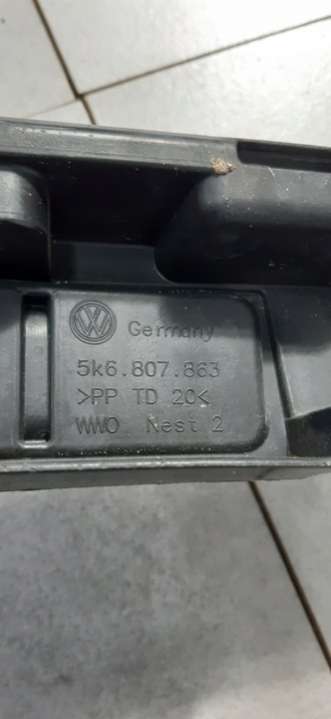 Germany
5k6.807.863
>PP TD 20<
WWO Nest 2